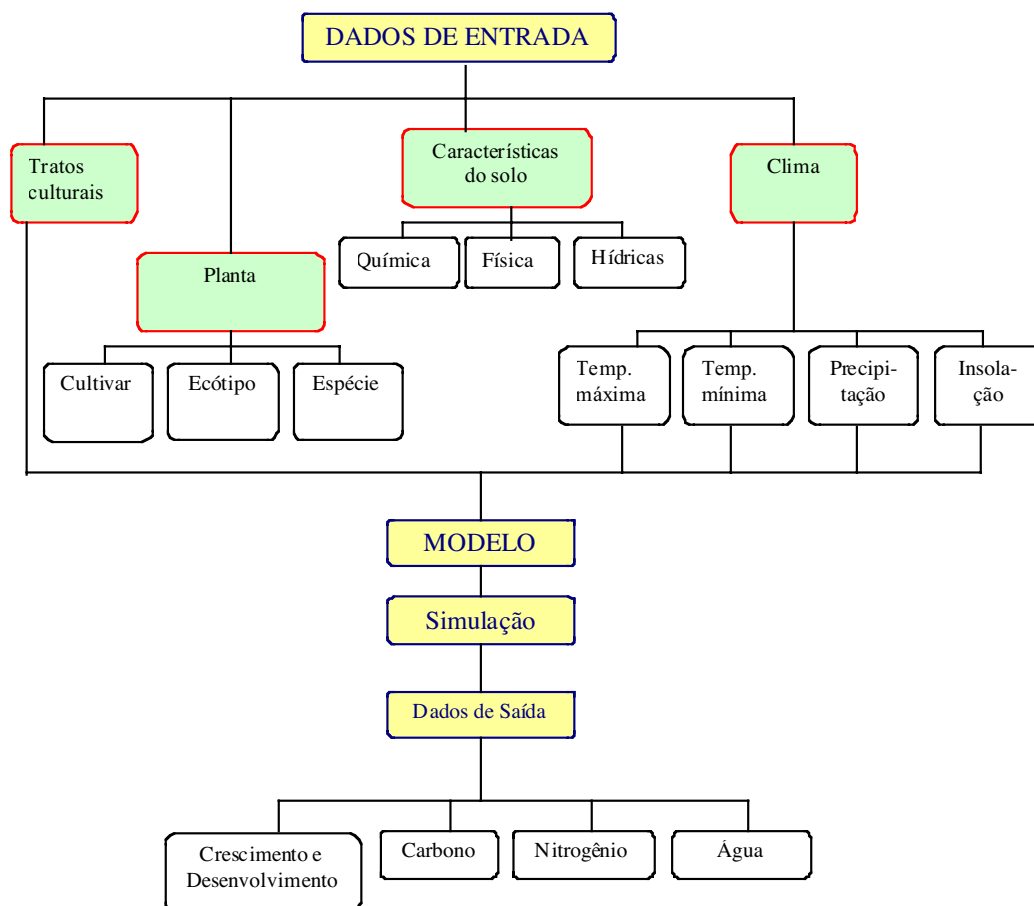 DADOS DE ENTRADA
Tratos
culturais
Características
do solo
Clima
Química
Física
Hídricas
Planta
Cultivar
Ecótipo
Espécie
Temp.
máxima
Temp.
mínima
Precipi-
tação
Insola-
ção
MODELO
Simulação
Dados de Saída
Crescimento e
Desenvolvimento
Carbono
Nitrogênio
Água